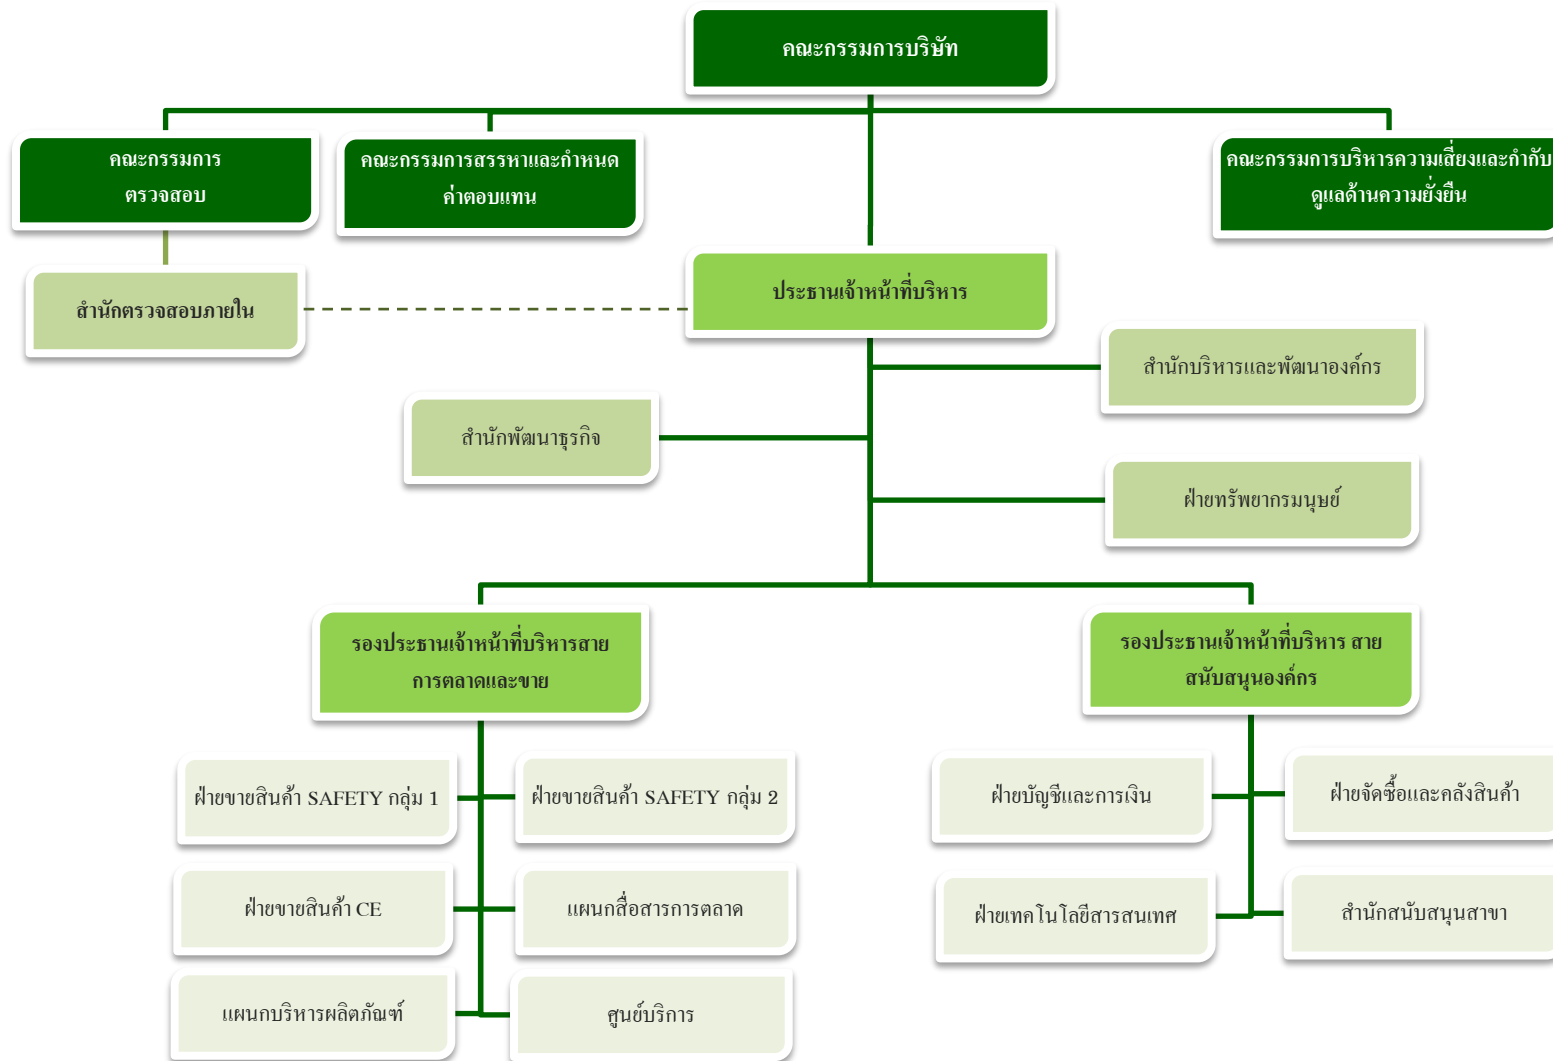 คณะกรรมการบริษัท
คณะกรรมการ
ตรวจสอบ
คณะกรรมการสรรหาและกำหนด
ค่าตอบแทน
คณะกรรมการบริหารความเสี่ยงและกำกับ
ดูแลด้านความยั่งยืน
สำนักตรวจสอบภายใน
ประธานเจ้าหน้าที่บริหาร
สำนักบริหารและพัฒนาองค์กร
สำนักพัฒนาธุรกิจ
ฝ่ายทรัพยากรมนุษย์
รองประธานเจ้าหน้าที่บริหารสาย
การตลาดและขาย
รองประธานเจ้าหน้าที่บริหาร สาย
สนับสนุนองค์กร
ฝ่ายขายสินค้า SAFETY กลุ่ม 1
ฝ่ายขายสินค้า SAFETY กลุ่ม 2
ฝ่ายบัญชีและการเงิน
ฝ่ายจัดซื้อและคลังสินค้า
ฝ่ายขายสินค้า CE
แผนกสื่อสารการตลาด
ฝ่ายเทคโนโลยีสารสนเทศ
สำนักสนับสนุนสาขา
แผนกบริหารผลิตภัณฑ์
ศูนย์บริการ